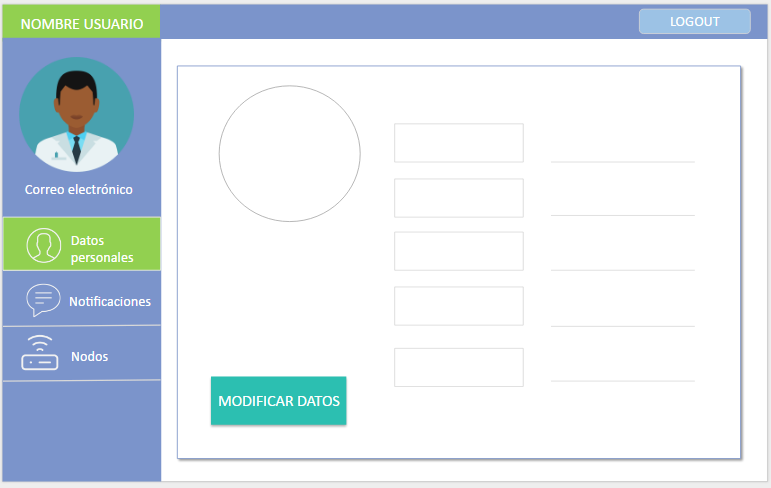 NOMBRE USUARIO
LOGOUT
Correo electrónico
Datos
personales
Notificaciones
Nodos
MODIFICAR DATOS